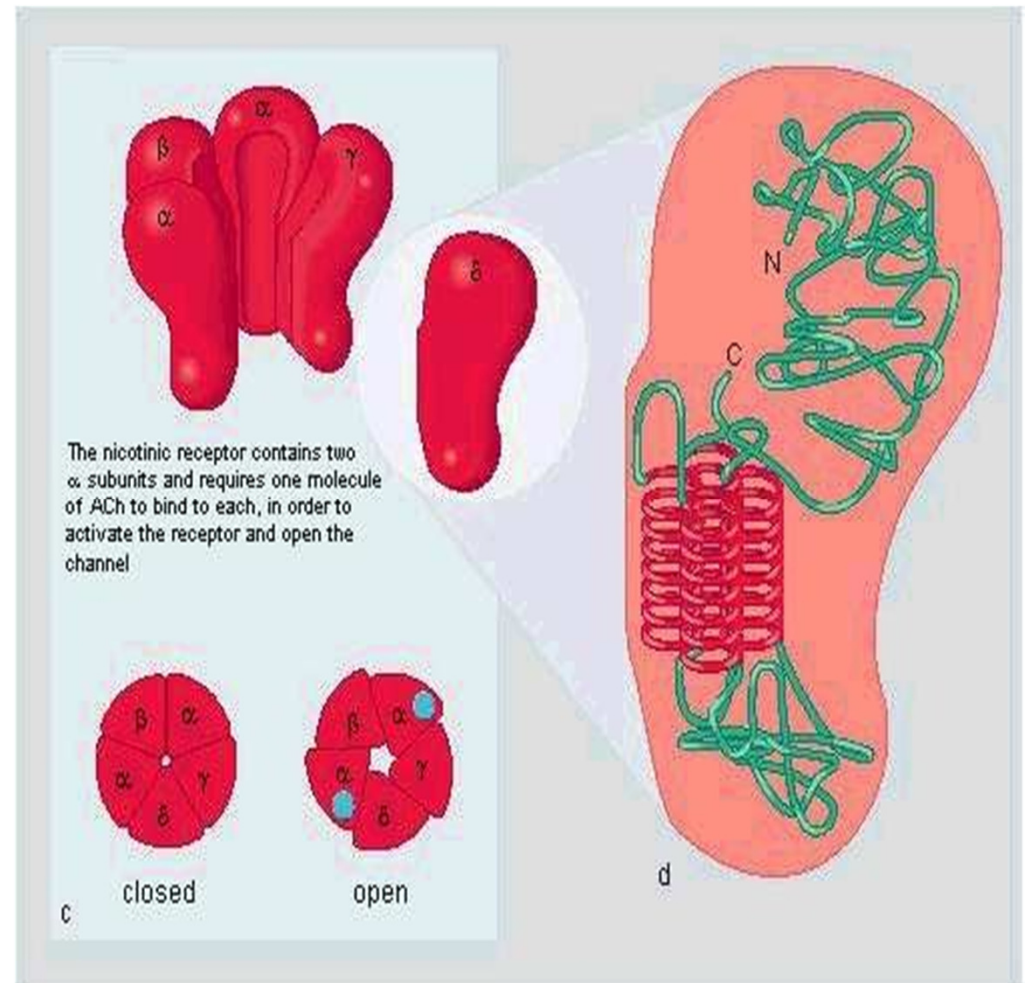 α
β
γ
α
δ
N
C
The nicotinic receptor contains two
α subunits and requires one molecule
of ACh to bind to each, in order to
activate the receptor and open the
channel
β α
α γ
δ
closed
β α
α γ
δ
open
c
d